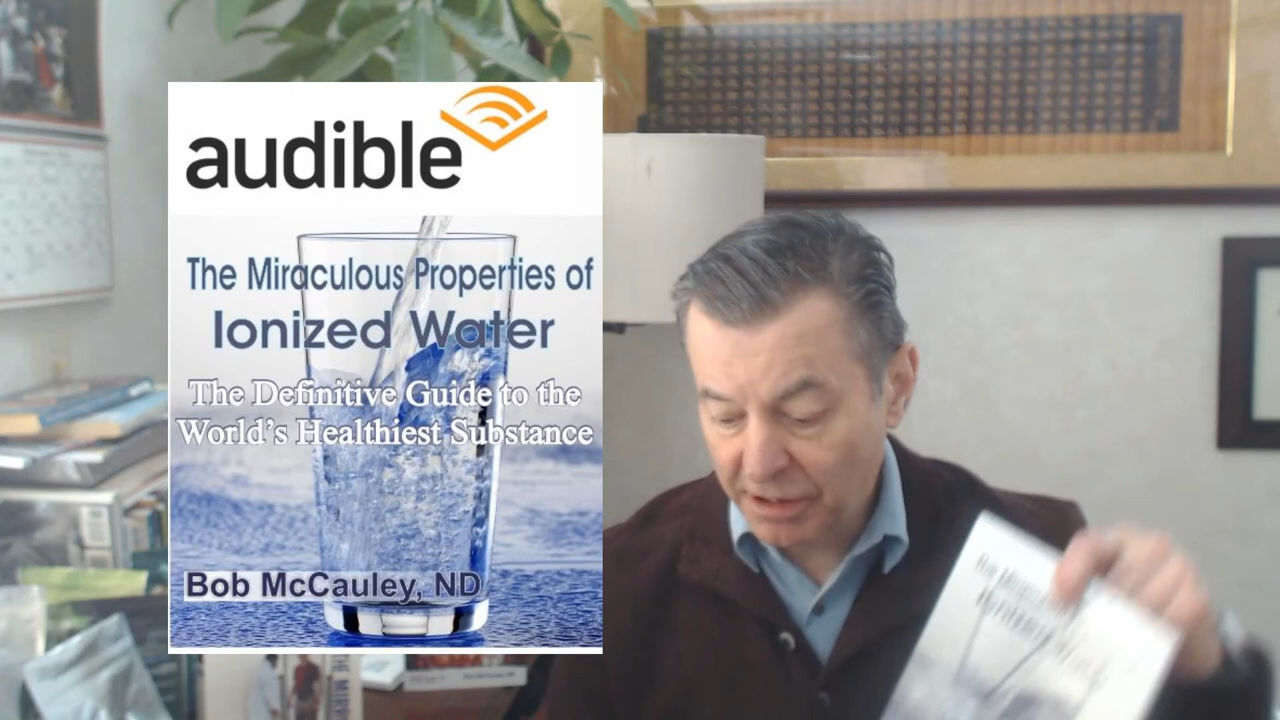 audible
The Miraculous Properties of
Ionized Water
The Definitive Guide to the
World's Healthiest Substance
Bob McCauley, ND